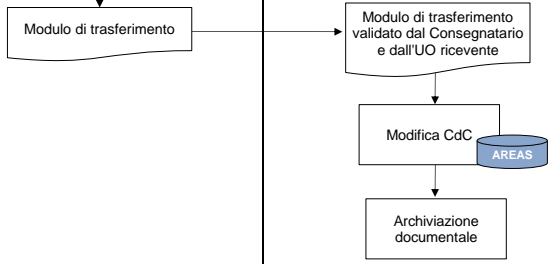 Modulo di trasferimento
Modulo di trasferimento
validato dal Consegnatario
e dall'UO ricevente
Modifica CdC
AREAS
Archiviazione
documentale